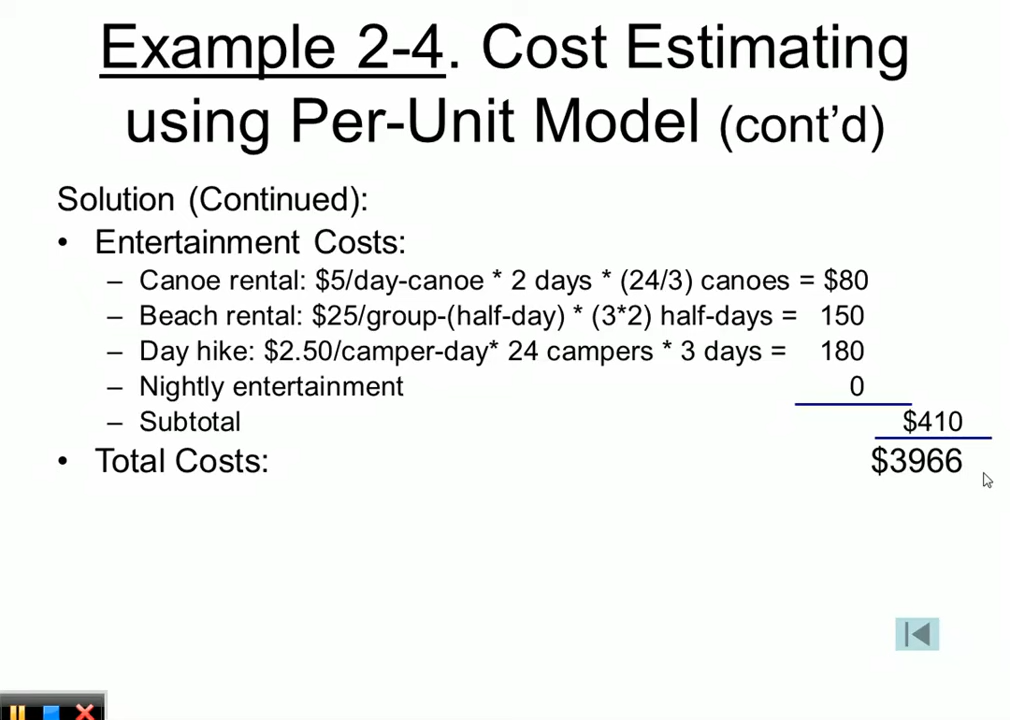 Example 2-4. Cost Estimating
using Per-Unit Model (cont’d)
Solution (Continued):
• Entertainment Costs:
– Canoe rental: $5/day-canoe * 2 days * (24/3) canoes = $80
– Beach rental: $25/group-(half-day) * (3*2) half-days = 150
– Day hike: $2.50/camper-day* 24 campers * 3 days = 180
– Nightly entertainment 0
– Subtotal $410
• Total Costs: $3966